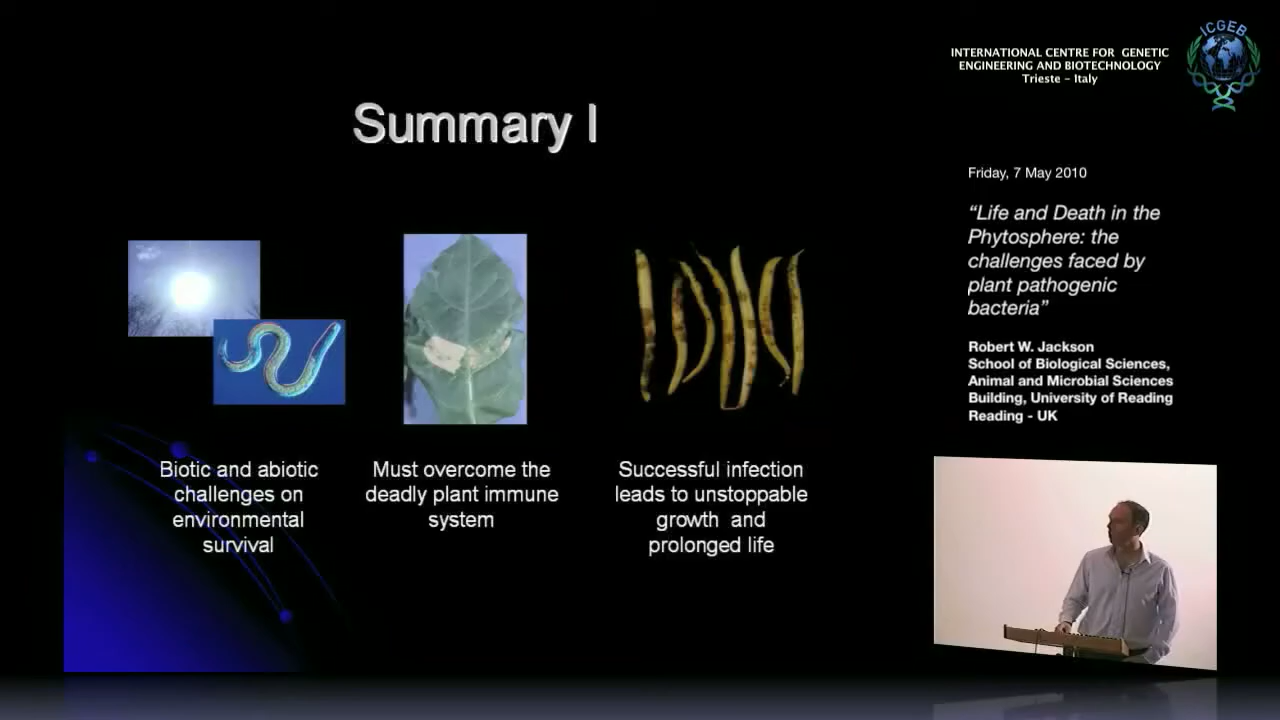 ICGEB
INTERNATIONAL CENTRE FOR GENETIC
ENGINEERING AND BIOTECHNOLOGY
Trieste - Italy
Summary I
Biotic and abiotic
challenges on
environmental
survival
Must overcome the
deadly plant immune
system
Successful infection
leads to unstoppable
growth and
prolonged life
Friday, 7 May 2010
“Life and Death in the
Phytosphere: the
challenges faced by
plant pathogenic
bacteria”
Robert W. Jackson
School of Biological Sciences,
Animal and Microbial Sciences
Building, University of Reading
Reading - UK